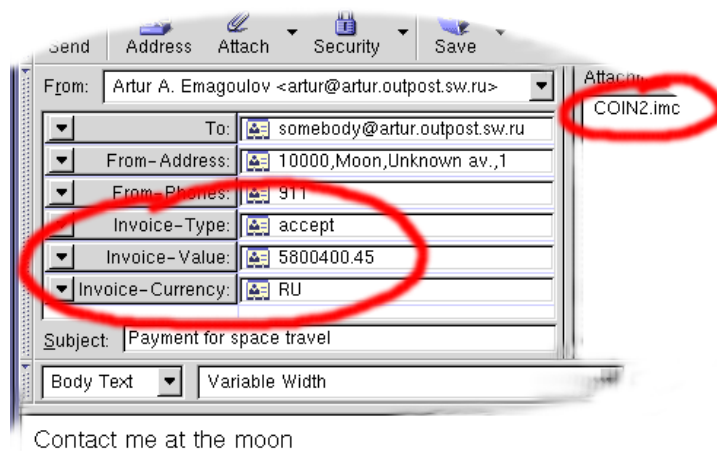 Send Address Attach Security Save
From: Artur A. Emagoulov <artur@artur.outpost.sw.ru>
COIN2.imc
To: somebody@artur.outpost.sw.ru
From-Address: 10000,Moon,Unknown av.,1
From-Phones: 911
Invoice-Type: accept
Invoice-Value: 5800400.45
Invoice-Currency: RU
Subject: Payment for space travel
Body Text Variable Width
Contact me at the moon